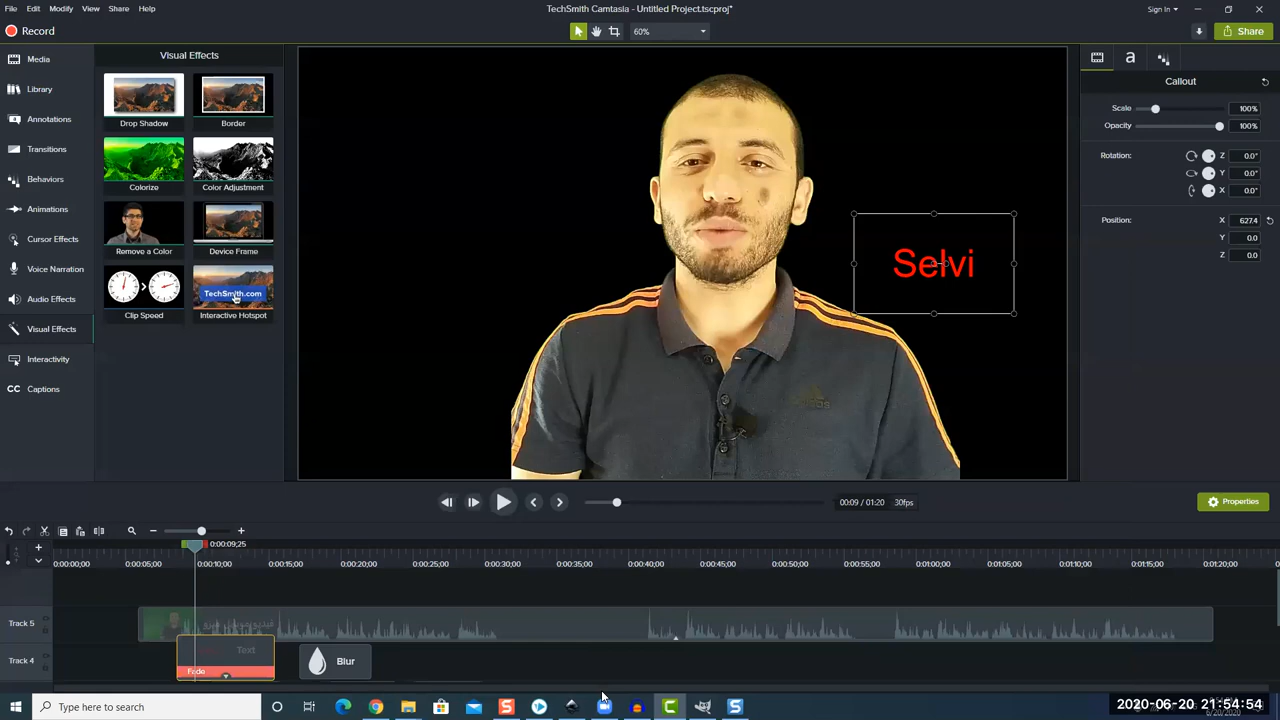 File Edit Modify View Share Help
TechSmith Camtasia - Untitled Project.tscproj*
Sign In
Record
60%
Share
Media
Library
Annotations
Transitions
Behaviors
Animations
Cursor Effects
Voice Narration
Audio Effects
Visual Effects
Interactivity
CC Captions
Visual Effects
Drop Shadow
Border
Colorize
Color Adjustment
Remove a Color
Device Frame
TechSmith.com
Clip Speed
Interactive Hotspot
Selvi
a
Callout
Scale 100%
Opacity 100%
Rotation: Z 0.0°
Y 0.0°
X 0.0°
Position: X 627.4
Y 0.0
Z 0.0
00:09 / 01:20 30fps
Properties
0:00:09;25
0:00:00;00 0:00:05;00 0:00:10;00 0:00:15;00 0:00:20;00 0:00:25;00 0:00:30;00 0:00:35;00 0:00:40;00 0:00:45;00 0:00:50;00 0:00:55;00 0:01:00;00 0:01:05;00 0:01:10;00 0:01:15;00 0:01:20;00
Track 5
Track 4
Text
Fade
Blur
Type here to search
2020-06-20 21:54:54